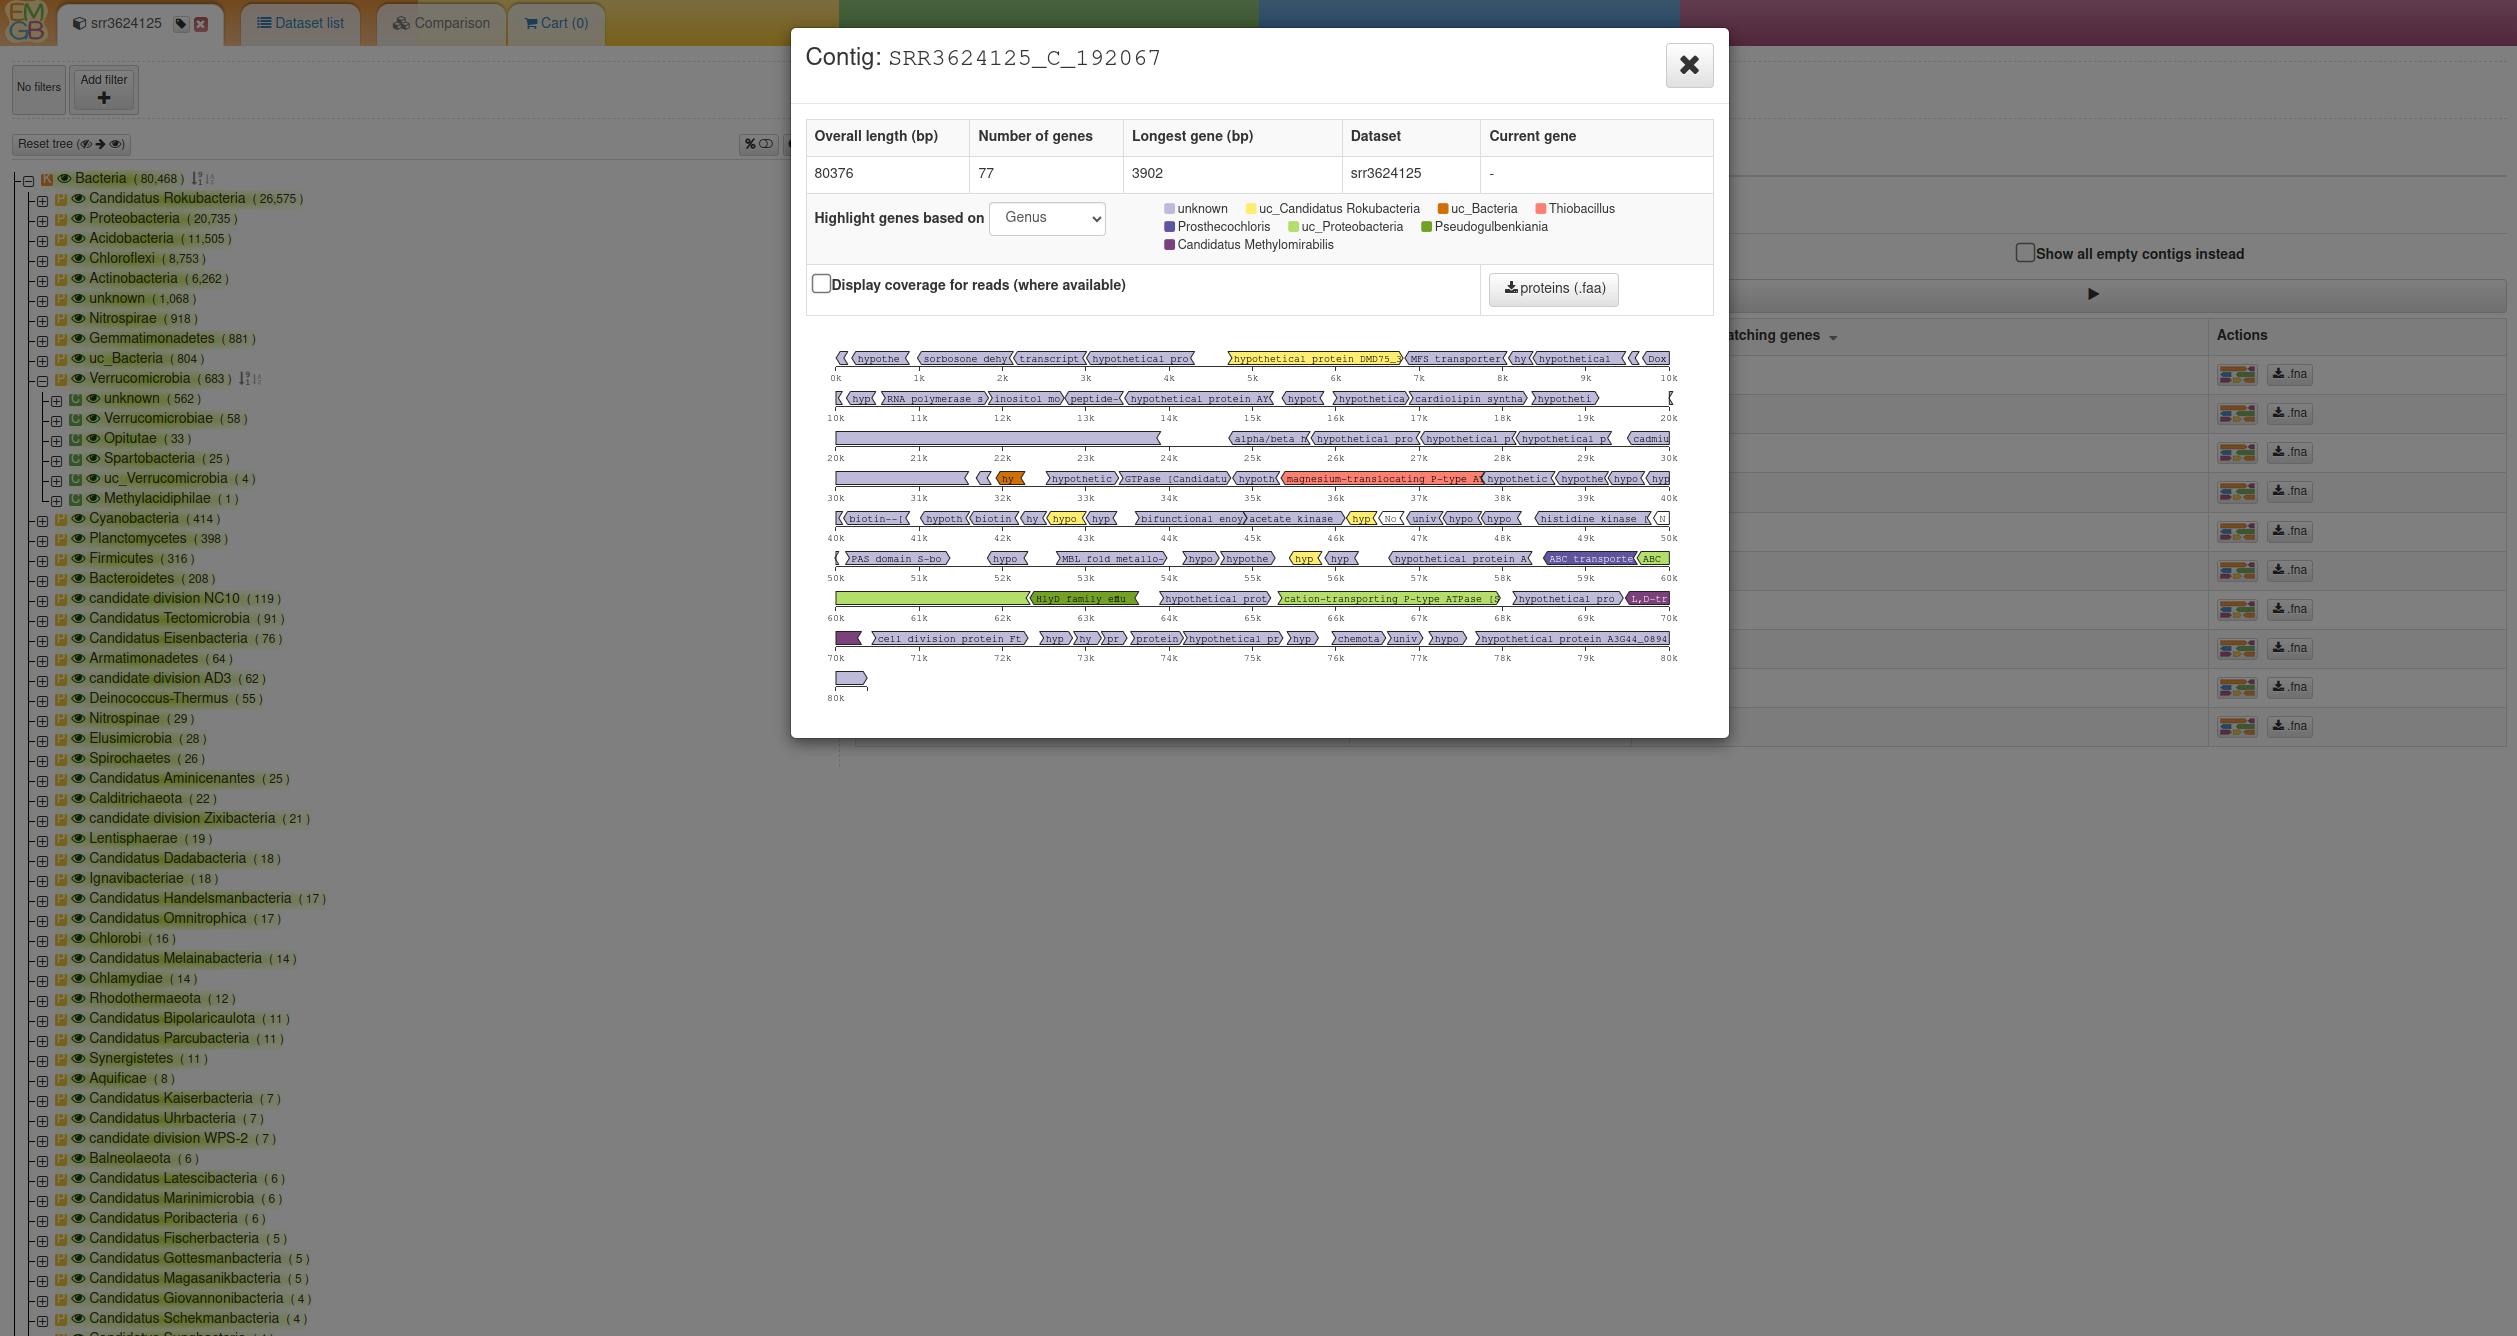 EMGB
srr3624125
Dataset list
Comparison
Cart (0)
No filters
Add filter
Reset tree
%
Bacteria (80,468)
Candidatus Rokubacteria (26,575)
Proteobacteria (20,735)
Acidobacteria (11,505)
Chloroflexi (8,753)
Actinobacteria (6,262)
unknown (1,068)
Nitrospirae (918)
Gemmatimonadetes (881)
uc_Bacteria (804)
Verrucomicrobia (683)
unknown (562)
Verrucomicrobiae (58)
Opitutae (33)
Spartobacteria (25)
uc_Verrucomicrobia (4)
Methylacidiphilae (1)
Cyanobacteria (414)
Planctomycetes (398)
Firmicutes (316)
Bacteroidetes (208)
candidate division NC10 (119)
Candidatus Tectomicrobia (91)
Candidatus Eisenbacteria (76)
Armatimonadetes (64)
candidate division AD3 (62)
Deinococcus-Thermus (55)
Nitrospinae (29)
Elusimicrobia (28)
Spirochaetes (26)
Candidatus Aminicenantes (25)
Calditrichaeota (22)
candidate division Zixibacteria (21)
Lentisphaerae (19)
Candidatus Dadabacteria (18)
Ignavibacteriae (18)
Candidatus Handelsmanbacteria (17)
Candidatus Omnitrophica (17)
Chlorobi (16)
Candidatus Melainabacteria (14)
Chlamydiae (14)
Rhodothermaeota (12)
Candidatus Bipolaricaulota (11)
Candidatus Parcubacteria (11)
Synergistetes (11)
Aquificae (8)
Candidatus Kaiserbacteria (7)
Candidatus Uhrbacteria (7)
candidate division WPS-2 (7)
Balneolaeota (6)
Candidatus Latescibacteria (6)
Candidatus Marinimicrobia (6)
Candidatus Poribacteria (6)
Candidatus Fischerbacteria (5)
Candidatus Gottesmanbacteria (5)
Candidatus Magasanikbacteria (5)
Candidatus Giovannonibacteria (4)
Candidatus Schekmanbacteria (4)
Contig: SRR3624125_C_192067
Overall length (bp) Number of genes Longest gene (bp) Dataset Current gene
80376 77 3902 srr3624125 -
Highlight genes based on Genus
unknown uc_Candidatus Rokubacteria uc_Bacteria Thiobacillus
Prosthecochloris uc_Proteobacteria Pseudogulbenkiania
Candidatus Methylomirabilis
Display coverage for reads (where available) proteins (.faa)
hypothe sorbosone dehy transcript hypothetical pro hypothetical protein DMD75_3 MFS transporter hy hypothetical Dox
0k 1k 2k 3k 4k 5k 6k 7k 8k 9k 10k
hyp RNA polymerase s inositol mo peptide- hypothetical protein AY hypot hypothetica cardiolipin syntha hypotheti
10k 11k 12k 13k 14k 15k 16k 17k 18k 19k 20k
alpha/beta h hypothetical pro hypothetical p hypothetical p cadmiu
20k 21k 22k 23k 24k 25k 26k 27k 28k 29k 30k
hy hypothetic GTPase [Candidatu hypoth magnesium-translocating P-type AT hypothetic hypothe hypo hyp
30k 31k 32k 33k 34k 35k 36k 37k 38k 39k 40k
biotin--[ hypoth biotin hy hypo hyp bifunctional enoy acetate kinase hyp No univ hypo hypo histidine kinase [ N
40k 41k 42k 43k 44k 45k 46k 47k 48k 49k 50k
PAS domain S-bo hypo MBL fold metallo- hypo hypothe hyp hyp hypothetical protein A ABC transporte ABC
50k 51k 52k 53k 54k 55k 56k 57k 58k 59k 60k
HlyD family efflu hypothetical prot cation-transporting P-type ATPase [S hypothetical pro L,D-tr
60k 61k 62k 63k 64k 65k 66k 67k 68k 69k 70k
cell division protein Ft hyp hy pr protein hypothetical pr hyp chemota univ hypo hypothetical protein A3G44_0894
70k 71k 72k 73k 74k 75k 76k 77k 78k 79k 80k
80k
Show all empty contigs instead
atching genes Actions
.fna
.fna
.fna
.fna
.fna
.fna
.fna
.fna
.fna
.fna